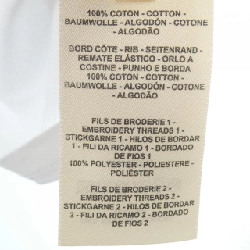 100% COTON - COTTON -
BAUMWOLLE - ALGODÓN - COTONE
- ALGODÃO
BORD CÔTE - RIB - SEITENRAND -
REMATE ELÁSTICO - ORLO A
COSTINE - PUNHO E BORDA
100% COTON - COTTON -
BAUMWOLLE - ALGODÓN - COTONE
- ALGODÃO
FILS DE BRODERIE 1 -
EMBROIDERY THREADS 1 -
STICKGARNE 1 - HILOS DE BORDAR
1 - FILI DA RICAMO 1 - BORDADO
DE FIOS 1
100% POLYESTER - POLIESTERE -
POLIÉSTER
FILS DE BRODERIE 2 -
EMBROIDERY THREADS 2 -
STICKGARNE 2 - HILOS DE BORDAR
2 - FILI DA RICAMO 2 - BORDADO
DE FIOS 2